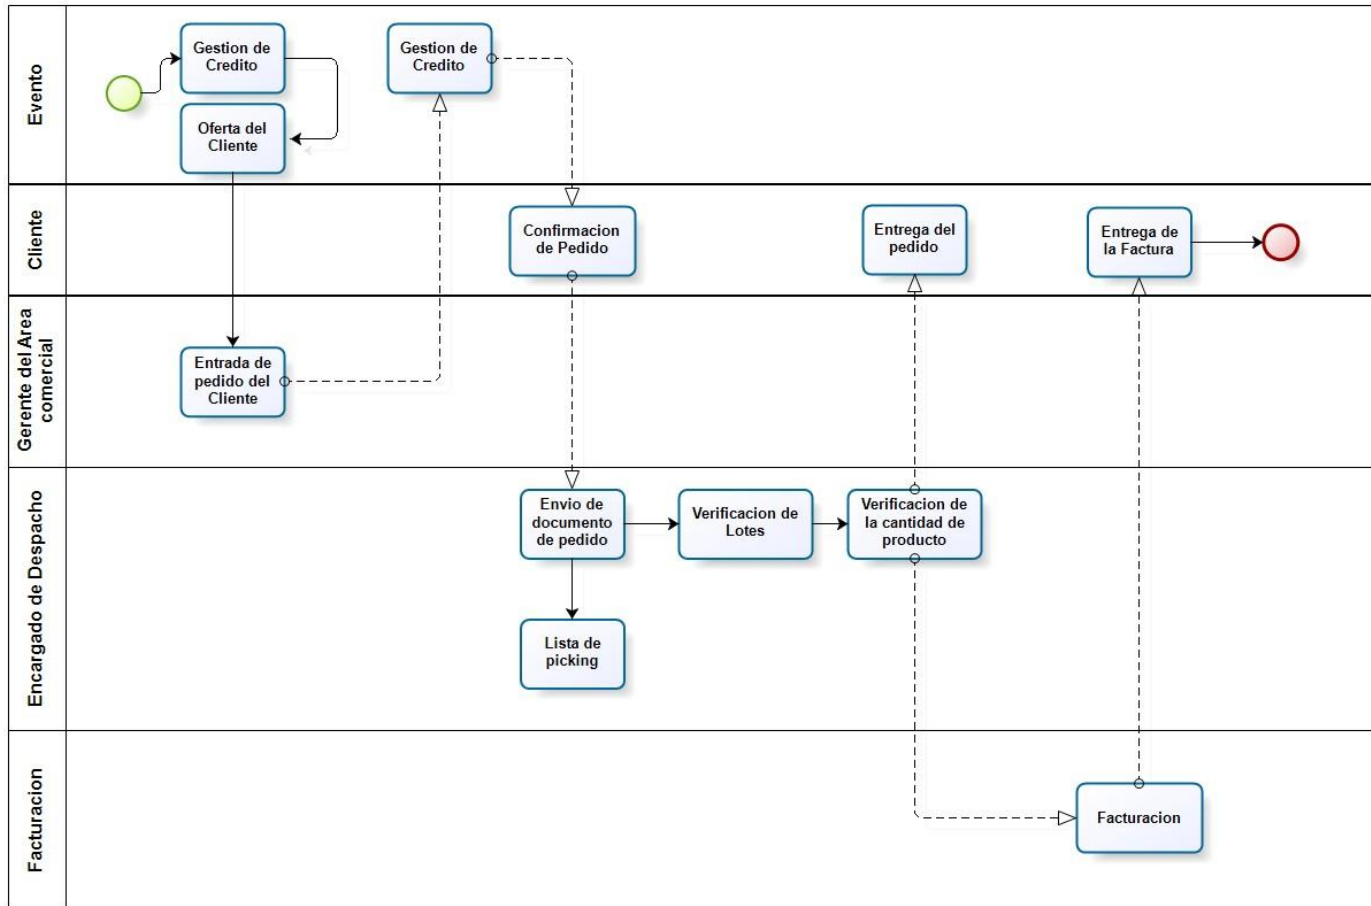 Evento
Gestion de
Credito
Oferta del
Cliente
Gestion de
Credito
Cliente
Confirmacion
de Pedido
Entrega del
pedido
Entrega de
la Factura
Gerente del Area
comercial
Entrada de
pedido del
Cliente
Encargado de Despacho
Envio de
documento
de pedido
Verificacion de
Lotes
Verificacion de
la cantidad de
producto
Lista de
picking
Facturacion
Facturacion